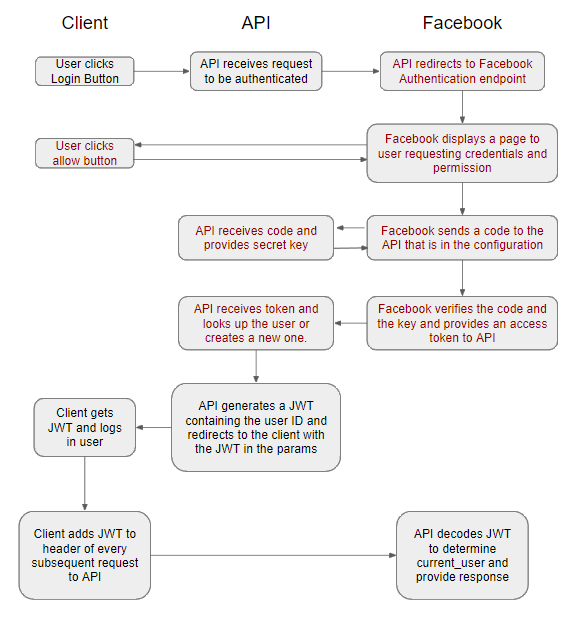 Client
API
Facebook
User clicks
Login Button
API receives request
to be authenticated
API redirects to Facebook
Authentication endpoint
User clicks
allow button
Facebook displays a page to
user requesting credentials and
permission
API receives code and
provides secret key
Facebook sends a code to the
API that is in the configuration
API receives token and
looks up the user or
creates a new one.
Facebook verifies the code and
the key and provides an access
token to API
Client gets
JWT and logs
in user
API generates a JWT
containing the user ID and
redirects to the client with
the JWT in the params
Client adds JWT to
header of every
subsequent request
to API
API decodes JWT
to determine
current_user and
provide response